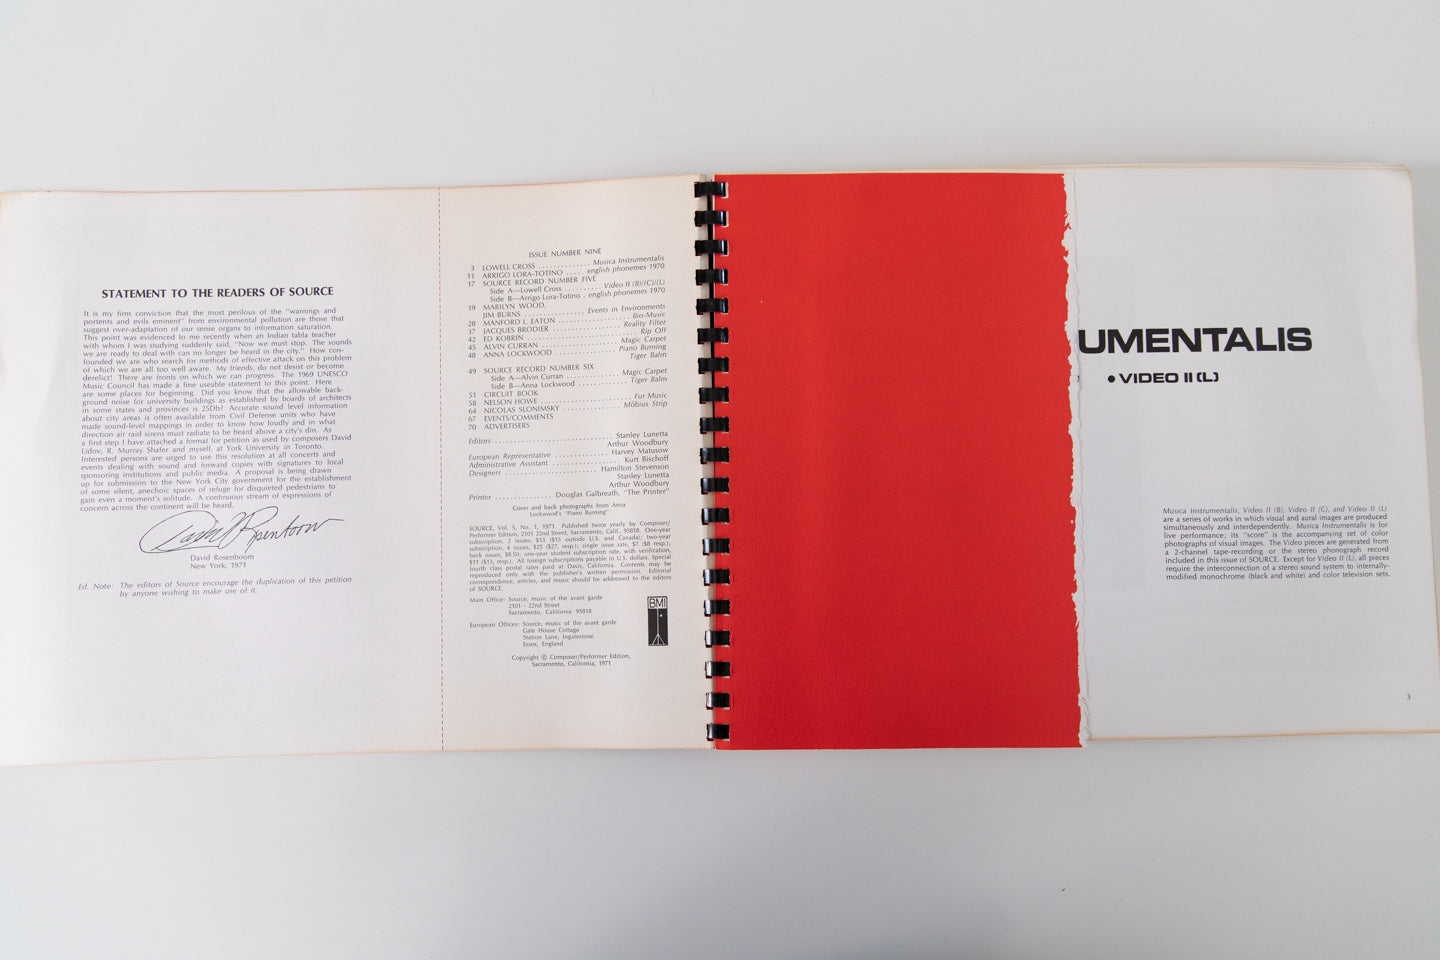 STATEMENT TO THE READERS OF SOURCE
It is my firm conviction that the most perilous of the "warnings and
portents and evils eminent" from environmental pollution are those that
suggest over-adaptation of our sense organs to information saturation.
This point was evidenced to me recently when an Indian tabla teacher
with whom I was studying suddenly said, "Now we must stop. The sounds
we are ready to deal with can no longer be heard in the city." How con-
founded we are who search for methods of effective attack on this problem
of which we are all too well aware. My friends, do not desist or become
derelict! There are fronts on which we can progress. The 1969 UNESCO
Music Council has made a fine useable statement to this point. Here
are some places for beginning. Did you know that the allowable back-
ground noise for university buildings as established by boards of architects
in some states and provinces is 25Db? Accurate sound level information
about city areas is often available from Civil Defense units who have
made sound-level mappings in order to know how loudly and in what
direction air raid sirens must radiate to be heard above a city's din. As
a first step I have attached a format for petition as used by composers David
Lidov, R. Murray Shafer and myself, at York University in Toronto.
Interested persons are urged to use this resolution at all concerts and
events dealing with sound and forward copies with signatures to local
sponsoring institutions and public media. A proposal is being drawn
up for submission to the New York City government for the establishment
of some silent, anechoic spaces of refuge for disquieted pedestrians to
gain even a moment's solitude. A continuous stream of expressions of
concern across the continent will be heard.
David Rosenboom
David Rosenboom
New York, 1971
Ed. Note: The editors of Source encourage the duplication of this petition
by anyone wishing to make use of it.
ISSUE NUMBER NINE
3 LOWELL CROSS . . . . . . . . . . . . . Musica Instrumentalis
11 ARRIGO LORA-TOTINO . . . . . english phonemes 1970
17 SOURCE RECORD NUMBER FIVE
Side A—Lowell Cross . . . . . . . . . . Video II (B)/(C)/(L)
Side B—Arrigo Lora-Totino . english phonemes 1970
19 MARILYN WOOD,
JIM BURNS . . . . . . . . . . . . . Events in Environments
28 MANFORD L. EATON . . . . . . . . . . . . . . . Bio-Music
37 JACQUES BRODIER . . . . . . . . . . . . . . Reality Filter
42 ED KOBRIN . . . . . . . . . . . . . . . . . . . . . . . . Rip Off
45 ALVIN CURRAN . . . . . . . . . . . . . . . . . Magic Carpet
48 ANNA LOCKWOOD . . . . . . . . . . . . . . Piano Burning
Tiger Balm
49 SOURCE RECORD NUMBER SIX
Side A—Alvin Curran . . . . . . . . . . . . . Magic Carpet
Side B—Anna Lockwood . . . . . . . . . . . . Tiger Balm
51 CIRCUIT BOOK
58 NELSON HOWE . . . . . . . . . . . . . . . . . . . Fur Music
64 NICOLAS SLONIMSKY . . . . . . . . . . . . Möbius Strip
67 EVENTS/COMMENTS
70 ADVERTISERS
Editors . . . . . . . . . . . . . . . . . . . . . . . . . . . Stanley Lunetta
Arthur Woodbury
European Representative . . . . . . . . . . . . . Harvey Matusow
Administrative Assistant . . . . . . . . . . . . . . . . Kurt Bischoff
Designers . . . . . . . . . . . . . . . . . . . . . . Hamilton Stevenson
Stanley Lunetta
Arthur Woodbury
Printer . . . . . . . . . . . . . . . Douglas Galbreath, "The Printer"
Cover and back photographs from Anna
Lockwood's "Piano Burning"
SOURCE, Vol. 5, No. 1, 1971. Published twice yearly by Composer/
Performer Edition, 2101 22nd Street, Sacramento, Calif., 95818. One-year
subscription, 2 issues, $13 ($15 outside U.S. and Canada); two-year
subscription, 4 issues, $25 ($27, resp.); single issue rate, $7 ($8 resp.);
back issues, $8.50; one-year student subscription rate, with verification,
$11 ($13, resp.). All foreign subscriptions payable in U.S. dollars. Special
fourth class postal rates paid at Davis, California. Contents may be
reproduced only with the publisher's written permission. Editorial
correspondence, articles, and music should be addressed to the editors
of SOURCE
Main Office: Source, music of the avant garde
2101 - 22nd Street
Sacramento, California 95818
European Offices: Source, music of the avant garde
Gate House Cottage
Station Lane, Ingatestone
Essex, England
BMI
Copyright © Composer/Performer Edition,
Sacramento, California, 1971
UMENTALIS
• VIDEO II (L)
Musica Instrumentalis, Video II (B), Video II (C), and Video II (L)
are a series of works in which visual and aural images are produced
simultaneously and interdependently. Musica Instrumentalis is for
live performance; its "score" is the accompanying set of color
photographs of visual images. The Video pieces are generated from
a 2-channel tape-recording or the stereo phonograph record
included in this issue of SOURCE. Except for Video II (L), all pieces
require the interconnection of a stereo sound system to internally-
modified monochrome (black and white) and color television sets.
3